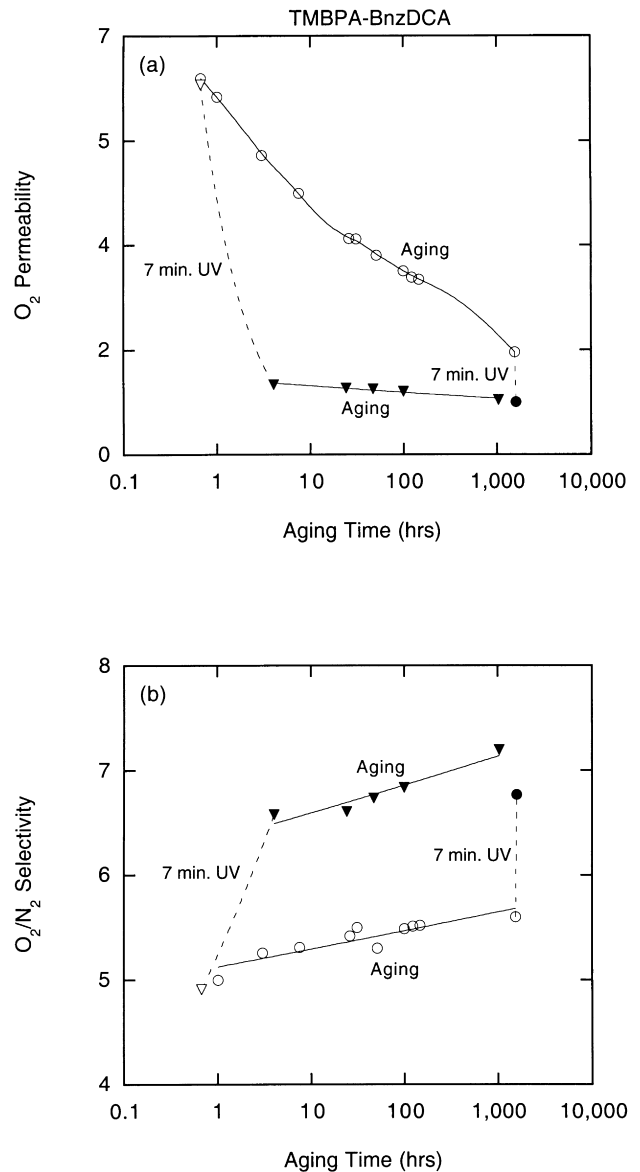 TMBPA-BnzDCA
(a)
7
5
4
2
0
O₂ Permeability
Aging
7 min. UV
7 min. UV
Aging
0.1 1 10 100 1,000 10,000
Aging Time (hrs)
(b)
8
7
6
5
4
O₂/N₂ Selectivity
Aging
7 min. UV
7 min. UV
Aging
0.1 1 10 100 1,000 10,000
Aging Time (hrs)